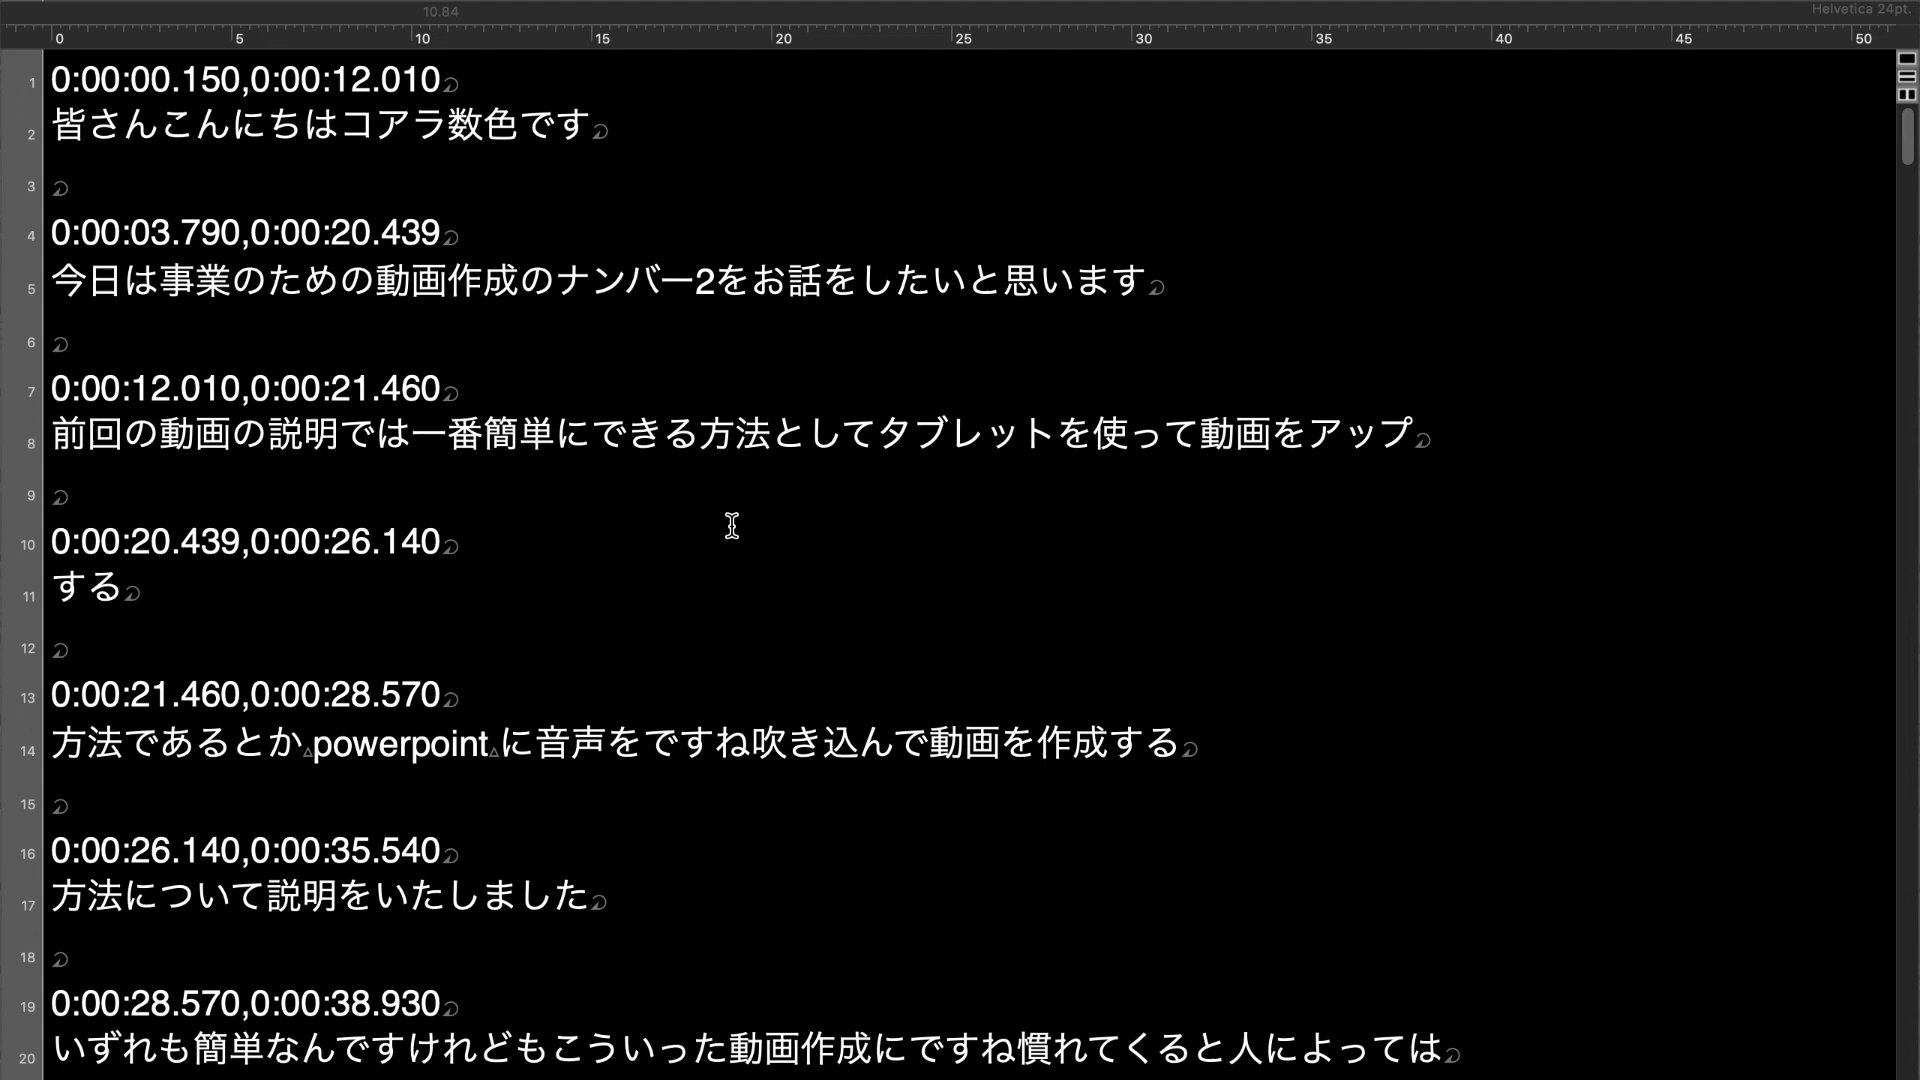 10.84
Helvetica 24pt.
0 5 10 15 20 25 30 35 40 45 50
1 0:00:00.150,0:00:12.010
2 皆さんこんにちはコアラ数色です
3
4 0:00:03.790,0:00:20.439
5 今日は事業のための動画作成のナンバー2をお話をしたいと思います
6
7 0:00:12.010,0:00:21.460
8 前回の動画の説明では一番簡単にできる方法としてタブレットを使って動画をアップ
9
10 0:00:20.439,0:00:26.140
11 する
12
13 0:00:21.460,0:00:28.570
14 方法であるとか powerpoint に音声をですね吹き込んで動画を作成する
15
16 0:00:26.140,0:00:35.540
17 方法について説明をいたしました
18
19 0:00:28.570,0:00:38.930
20 いずれも簡単なんですけれどもこういった動画作成にですね慣れてくると人によっては